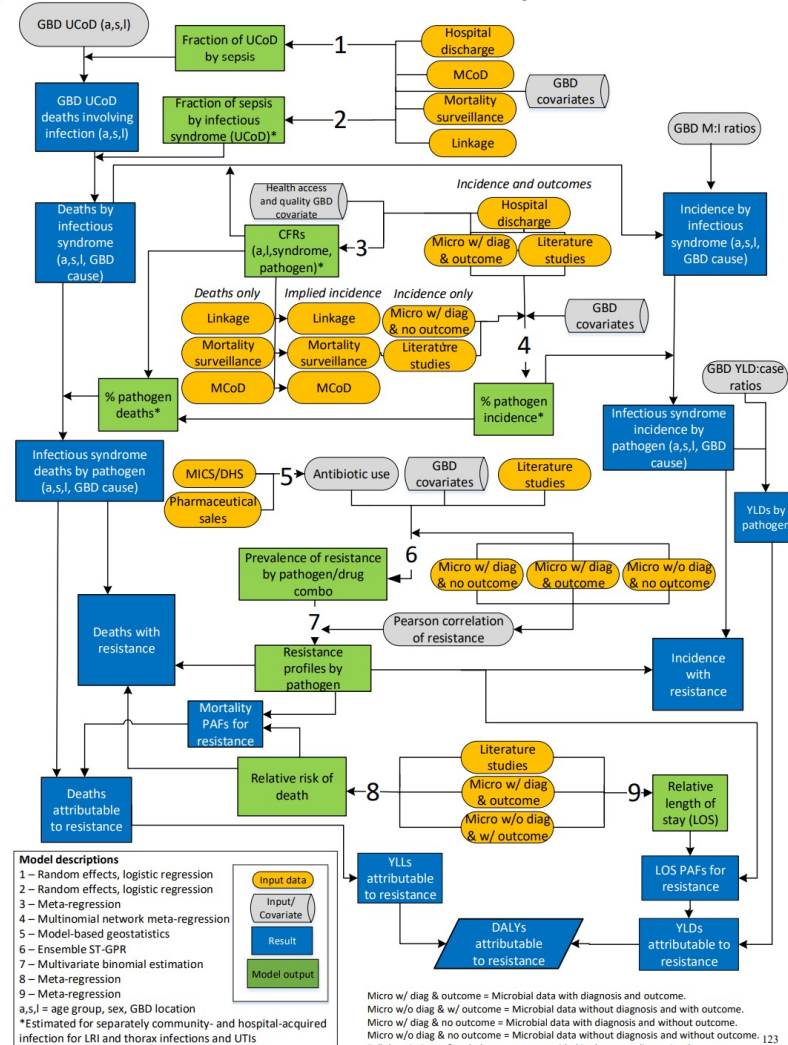 GBD UCoD (a,s,l)
Fraction of UCoD
by sepsis
1
Hospital
discharge
MCoD
GBD
covariates
Mortality
surveillance
Linkage
GBD UCoD
deaths involving
infection (a,s,l)
Fraction of sepsis
by infectious
syndrome (UCoD)*
2
GBD M:I ratios
Deaths by
infectious
syndrome
(a,s,l, GBD
cause)
Health access
and quality GBD
covariate
Incidence and outcomes
Hospital
discharge
Micro w/ diag
& outcome
Literature
studies
Incidence by
infectious
syndrome (a,s,l,
GBD cause)
CFRs
(a,l,syndrome,
pathogen)*
3
Deaths only
Implied incidence
Incidence only
Linkage
Linkage
Micro w/ diag
& no outcome
GBD
covariates
Mortality
surveillance
Mortality
surveillance
Literature
studies
4
MCoD
MCoD
GBD YLD:case
ratios
% pathogen
deaths*
% pathogen
incidence*
Infectious syndrome
incidence by
pathogen (a,s,l, GBD
cause)
Infectious syndrome
deaths by pathogen
(a,s,l, GBD cause)
MICS/DHS
Pharmaceutical
sales
5
Antibiotic use
GBD
covariates
Literature
studies
YLDs by
pathogen
6
Prevalence of resistance
by pathogen/drug
combo
Micro w/ diag
& no outcome
Micro w/ diag
& outcome
Micro w/o diag
& no outcome
7
Pearson correlation
of resistance
Deaths with
resistance
Resistance
profiles by
pathogen
Incidence
with
resistance
Mortality
PAFs for
resistance
Relative risk of
death
8
Literature
studies
Micro w/ diag
& outcome
Micro w/o diag
& w/ outcome
9
Relative
length of
stay (LOS)
Deaths
attributable
to resistance
YLLs
attributable
to resistance
LOS PAFs for
resistance
DALYs
attributable
to resistance
YLDs
attributable to
resistance
Model descriptions
1 – Random effects, logistic regression
2 – Random effects, logistic regression
3 – Meta-regression
4 – Multinomial network meta-regression
5 – Model-based geostatistics
6 – Ensemble ST-GPR
7 – Multivariate binomial estimation
8 – Meta-regression
9 – Meta-regression
a,s,l = age group, sex, GBD location
*Estimated for separately community- and hospital-acquired
infection for LRI and thorax infections and UTIs
Input data
Input/
Covariate
Result
Model output
Micro w/ diag & outcome = Microbial data with diagnosis and outcome.
Micro w/o diag & w/ outcome = Microbial data without diagnosis and with outcome.
Micro w/ diag & no outcome = Microbial data with diagnosis and without outcome.
Micro w/o diag & no outcome = Microbial data without diagnosis and without outcome.
123